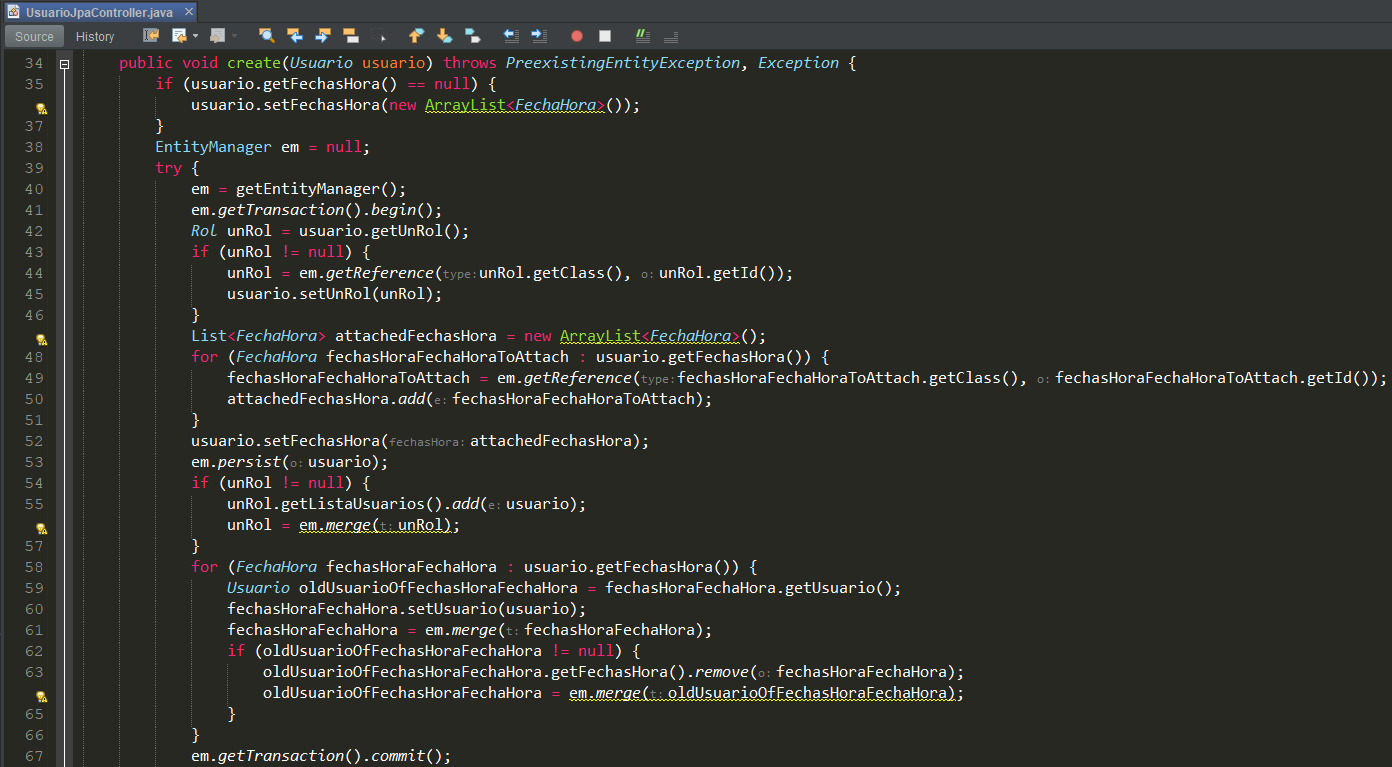 UsuarioJpaController.java
Source History
34 public void create(Usuario usuario) throws PreexistingEntityException, Exception {
35 if (usuario.getFechasHora() == null) {
usuario.setFechasHora(new ArrayList<FechaHora>());
37 }
38 EntityManager em = null;
39 try {
40 em = getEntityManager();
41 em.getTransaction().begin();
42 Rol unRol = usuario.getUnRol();
43 if (unRol != null) {
44 unRol = em.getReference(type: unRol.getClass(), o: unRol.getId());
45 usuario.setUnRol(unRol);
46 }
List<FechaHora> attachedFechasHora = new ArrayList<FechaHora>();
48 for (FechaHora fechasHoraFechaHoraToAttach : usuario.getFechasHora()) {
49 fechasHoraFechaHoraToAttach = em.getReference(type: fechasHoraFechaHoraToAttach.getClass(), o: fechasHoraFechaHoraToAttach.getId());
50 attachedFechasHora.add(e: fechasHoraFechaHoraToAttach);
51 }
52 usuario.setFechasHora(fechasHora: attachedFechasHora);
53 em.persist(o: usuario);
54 if (unRol != null) {
55 unRol.getListaUsuarios().add(e: usuario);
unRol = em.merge(t: unRol);
57 }
58 for (FechaHora fechasHoraFechaHora : usuario.getFechasHora()) {
59 Usuario oldUsuarioOfFechasHoraFechaHora = fechasHoraFechaHora.getUsuario();
60 fechasHoraFechaHora.setUsuario(usuario);
61 fechasHoraFechaHora = em.merge(t: fechasHoraFechaHora);
62 if (oldUsuarioOfFechasHoraFechaHora != null) {
63 oldUsuarioOfFechasHoraFechaHora.getFechasHora().remove(o: fechasHoraFechaHora);
oldUsuarioOfFechasHoraFechaHora = em.merge(t: oldUsuarioOfFechasHoraFechaHora);
65 }
66 }
67 em.getTransaction().commit();